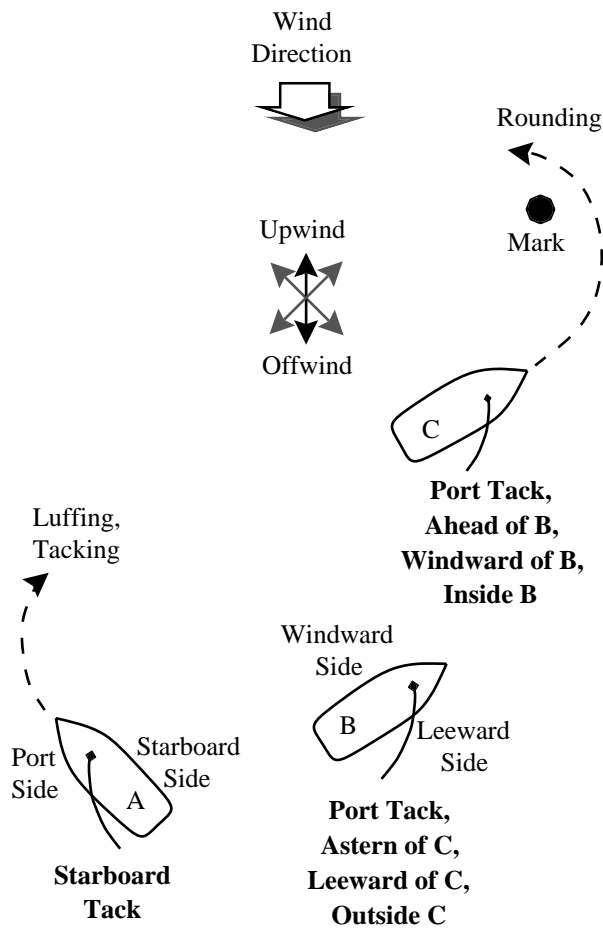 Wind
Direction
Rounding
Mark
Upwind
Offwind
C
Port Tack,
Ahead of B,
Windward of B,
Inside B
Luffing,
Tacking
Windward
Side
B
Leeward
Side
Port
Side
Starboard
Side
A
Starboard
Tack
Port Tack,
Astern of C,
Leeward of C,
Outside C